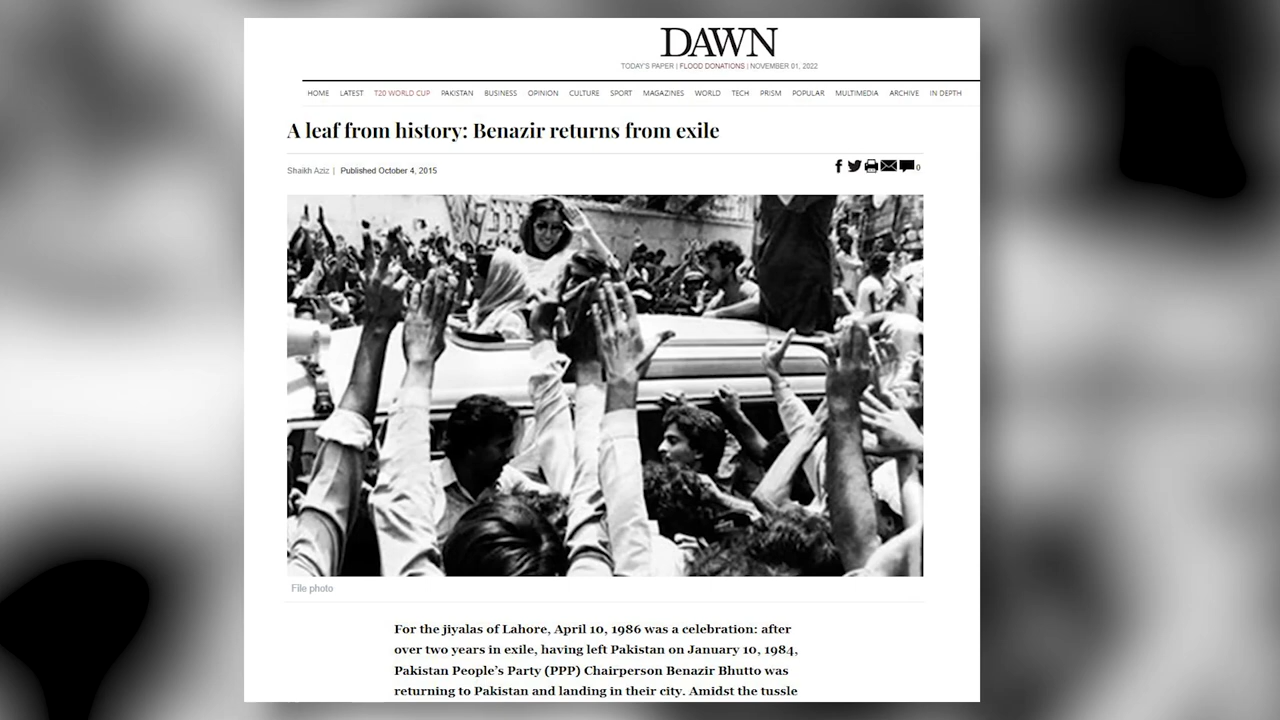 DAWN
TODAY'S PAPER | FLOOD DONATIONS | NOVEMBER 01, 2022
HOME LATEST T20 WORLD CUP PAKISTAN BUSINESS OPINION CULTURE SPORT MAGAZINES WORLD TECH PRISM POPULAR MULTIMEDIA ARCHIVE IN DEPTH
A leaf from history: Benazir returns from exile
Shaikh Aziz | Published October 4, 2015
0
File photo
For the jiyalas of Lahore, April 10, 1986 was a celebration: after
over two years in exile, having left Pakistan on January 10, 1984,
Pakistan People's Party (PPP) Chairperson Benazir Bhutto was
returning to Pakistan and landing in their city. Amidst the tussle